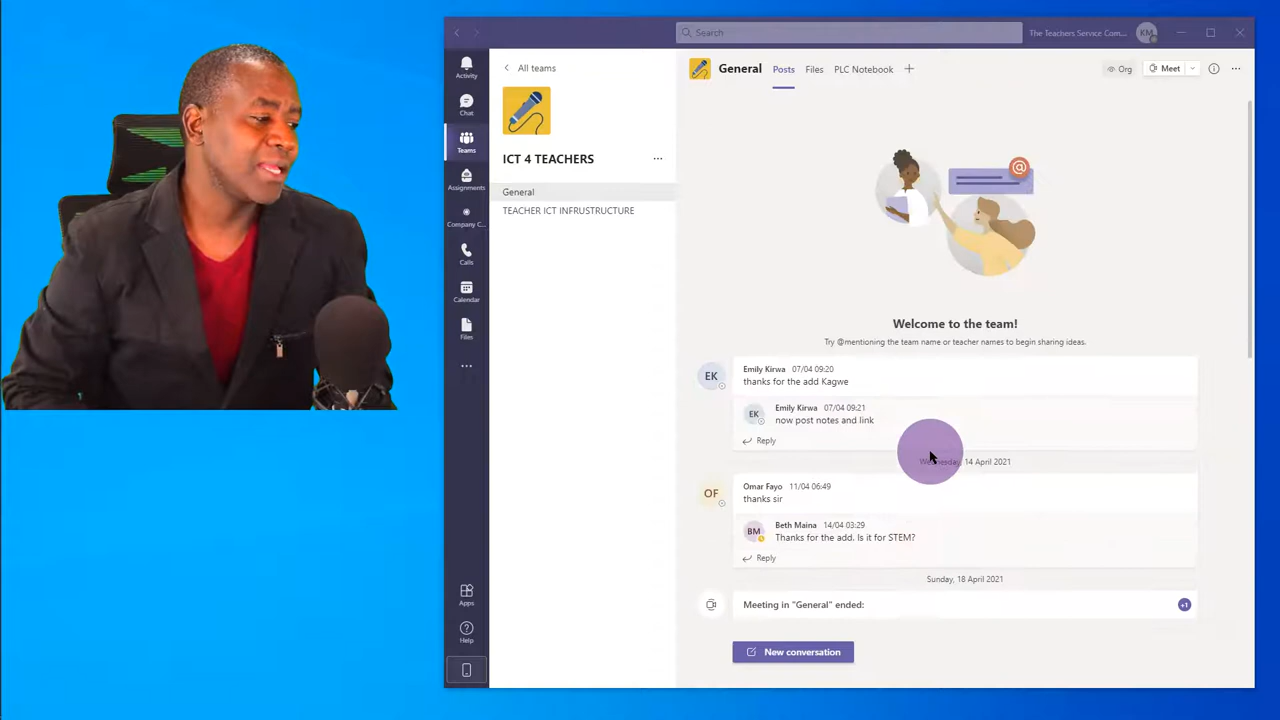 Search
The Teachers Service Com...
KM
Activity
Chat
Teams
Assignments
Company C...
Calls
Calendar
Files
Apps
Help
All teams
ICT 4 TEACHERS
General
TEACHER ICT INFRUSTRUCTURE
General
Posts
Files
PLC Notebook
Org
Meet
@
Welcome to the team!
Try @mentioning the team name or teacher names to begin sharing ideas.
EK
Emily Kirwa 07/04 09:20
thanks for the add Kagwe
EK
Emily Kirwa 07/04 09:21
now post notes and link
Reply
Wednesday, 14 April 2021
OF
Omar Fayo 11/04 06:49
thanks sir
BM
Beth Maina 14/04 03:29
Thanks for the add. Is it for STEM?
Reply
Sunday, 18 April 2021
Meeting in "General" ended:
+1
New conversation